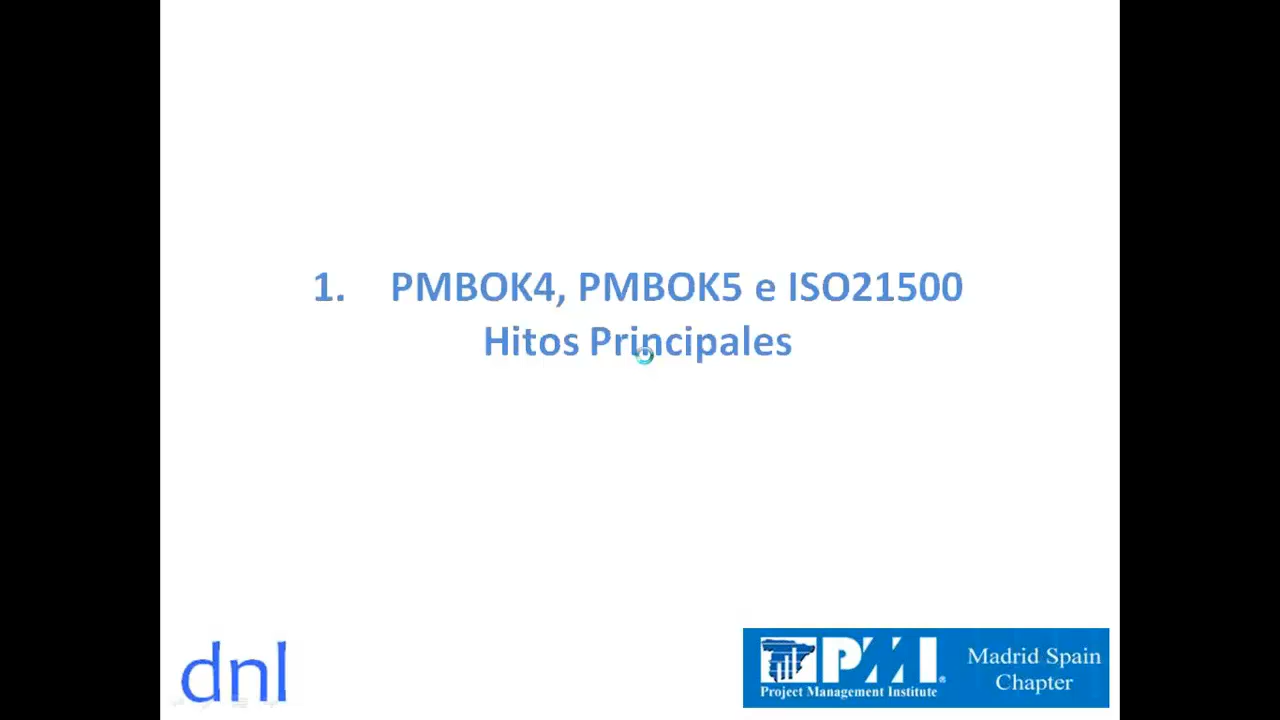 1. PMBOK4, PMBOK5 e ISO21500
Hitos Principales
dnl
PMI®
Project Management Institute
Madrid Spain
Chapter